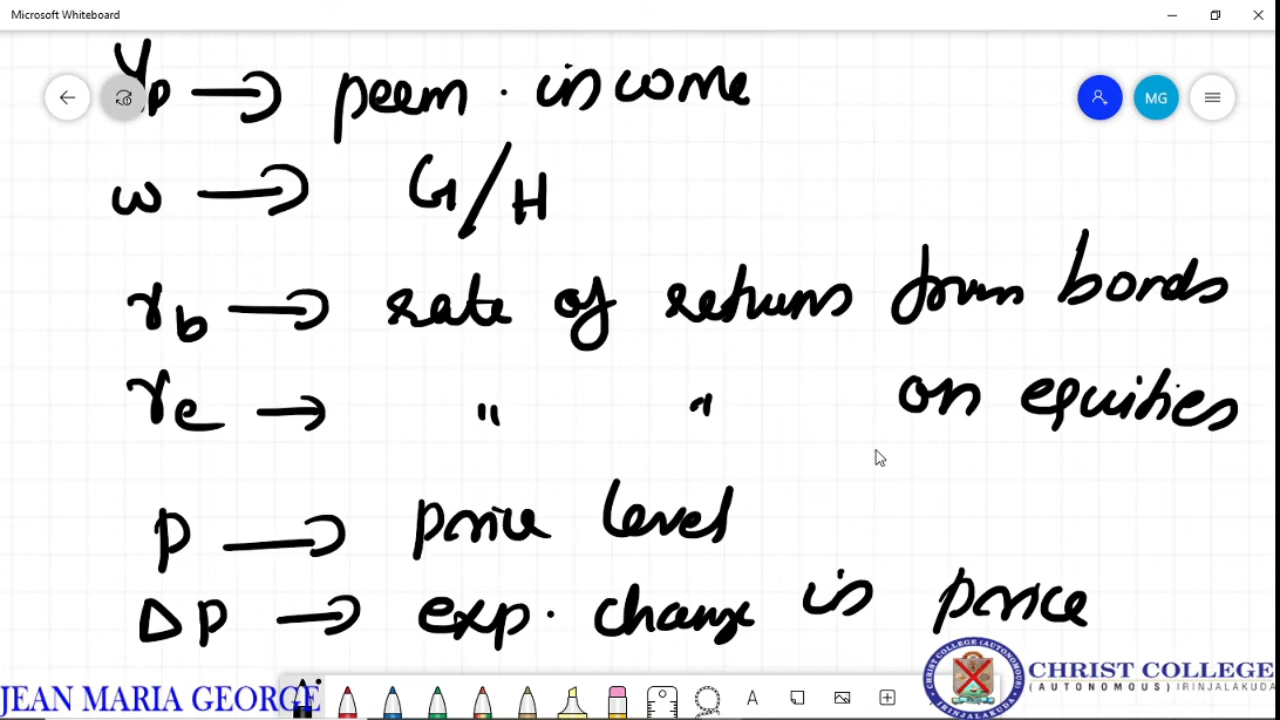 Microsoft Whiteboard
Yp → perm. income
MG
w → H/H
rb → rate of returns from bonds
re → " " on equities
P → price level
ΔP → exp. change in price
JEAN MARIA GEORGE
A
CHRIST COLLEGE
(AUTONOMOUS) IRINJALAKUDA